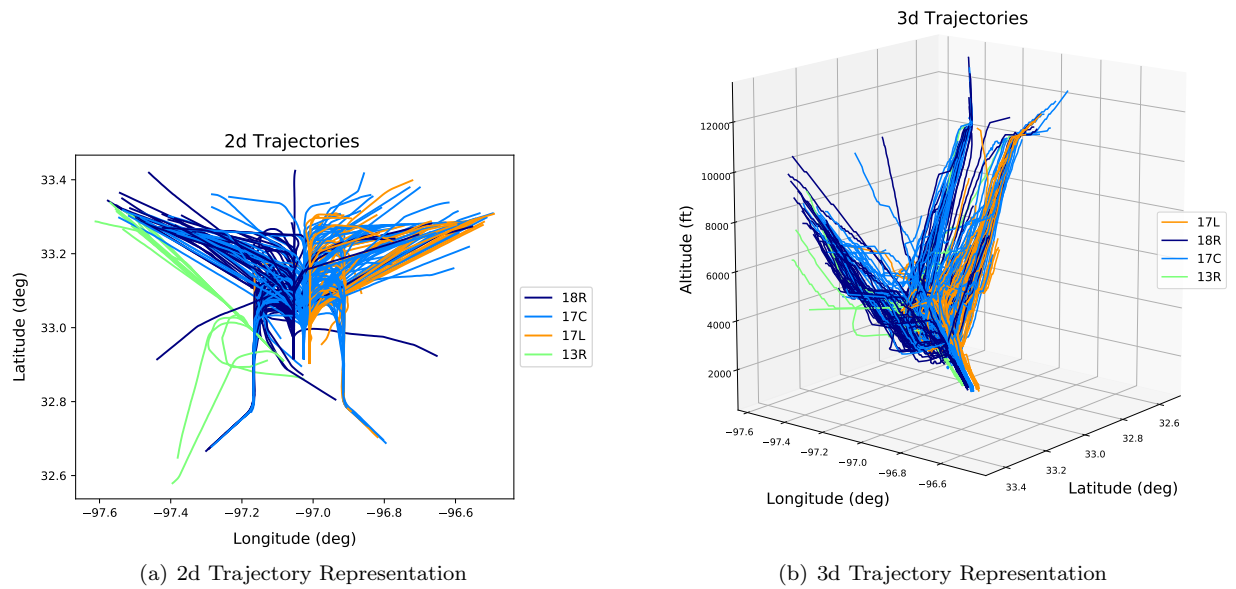 2d Trajectories
33.4
33.2
33.0
32.8
32.6
Latitude (deg)
−97.6 −97.4 −97.2 −97.0 −96.8 −96.6
Longitude (deg)
18R
17C
17L
13R
(a) 2d Trajectory Representation
3d Trajectories
12000
10000
8000
6000
4000
2000
Altitude (ft)
−97.6
−97.4
−97.2
−97.0
−96.8
−96.6
Longitude (deg)
32.6
32.8
33.0
33.2
33.4
Latitude (deg)
17L
18R
17C
13R
(b) 3d Trajectory Representation